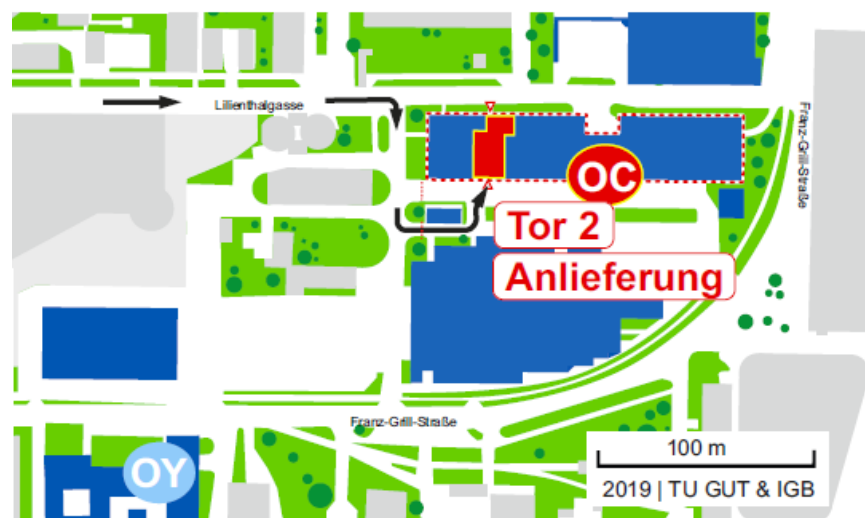 Lilienthalgasse
Franz-Grill-Straße
OC
Tor 2
Anlieferung
Franz-Grill-Straße
100 m
OY
2019 | TU GUT & IGB